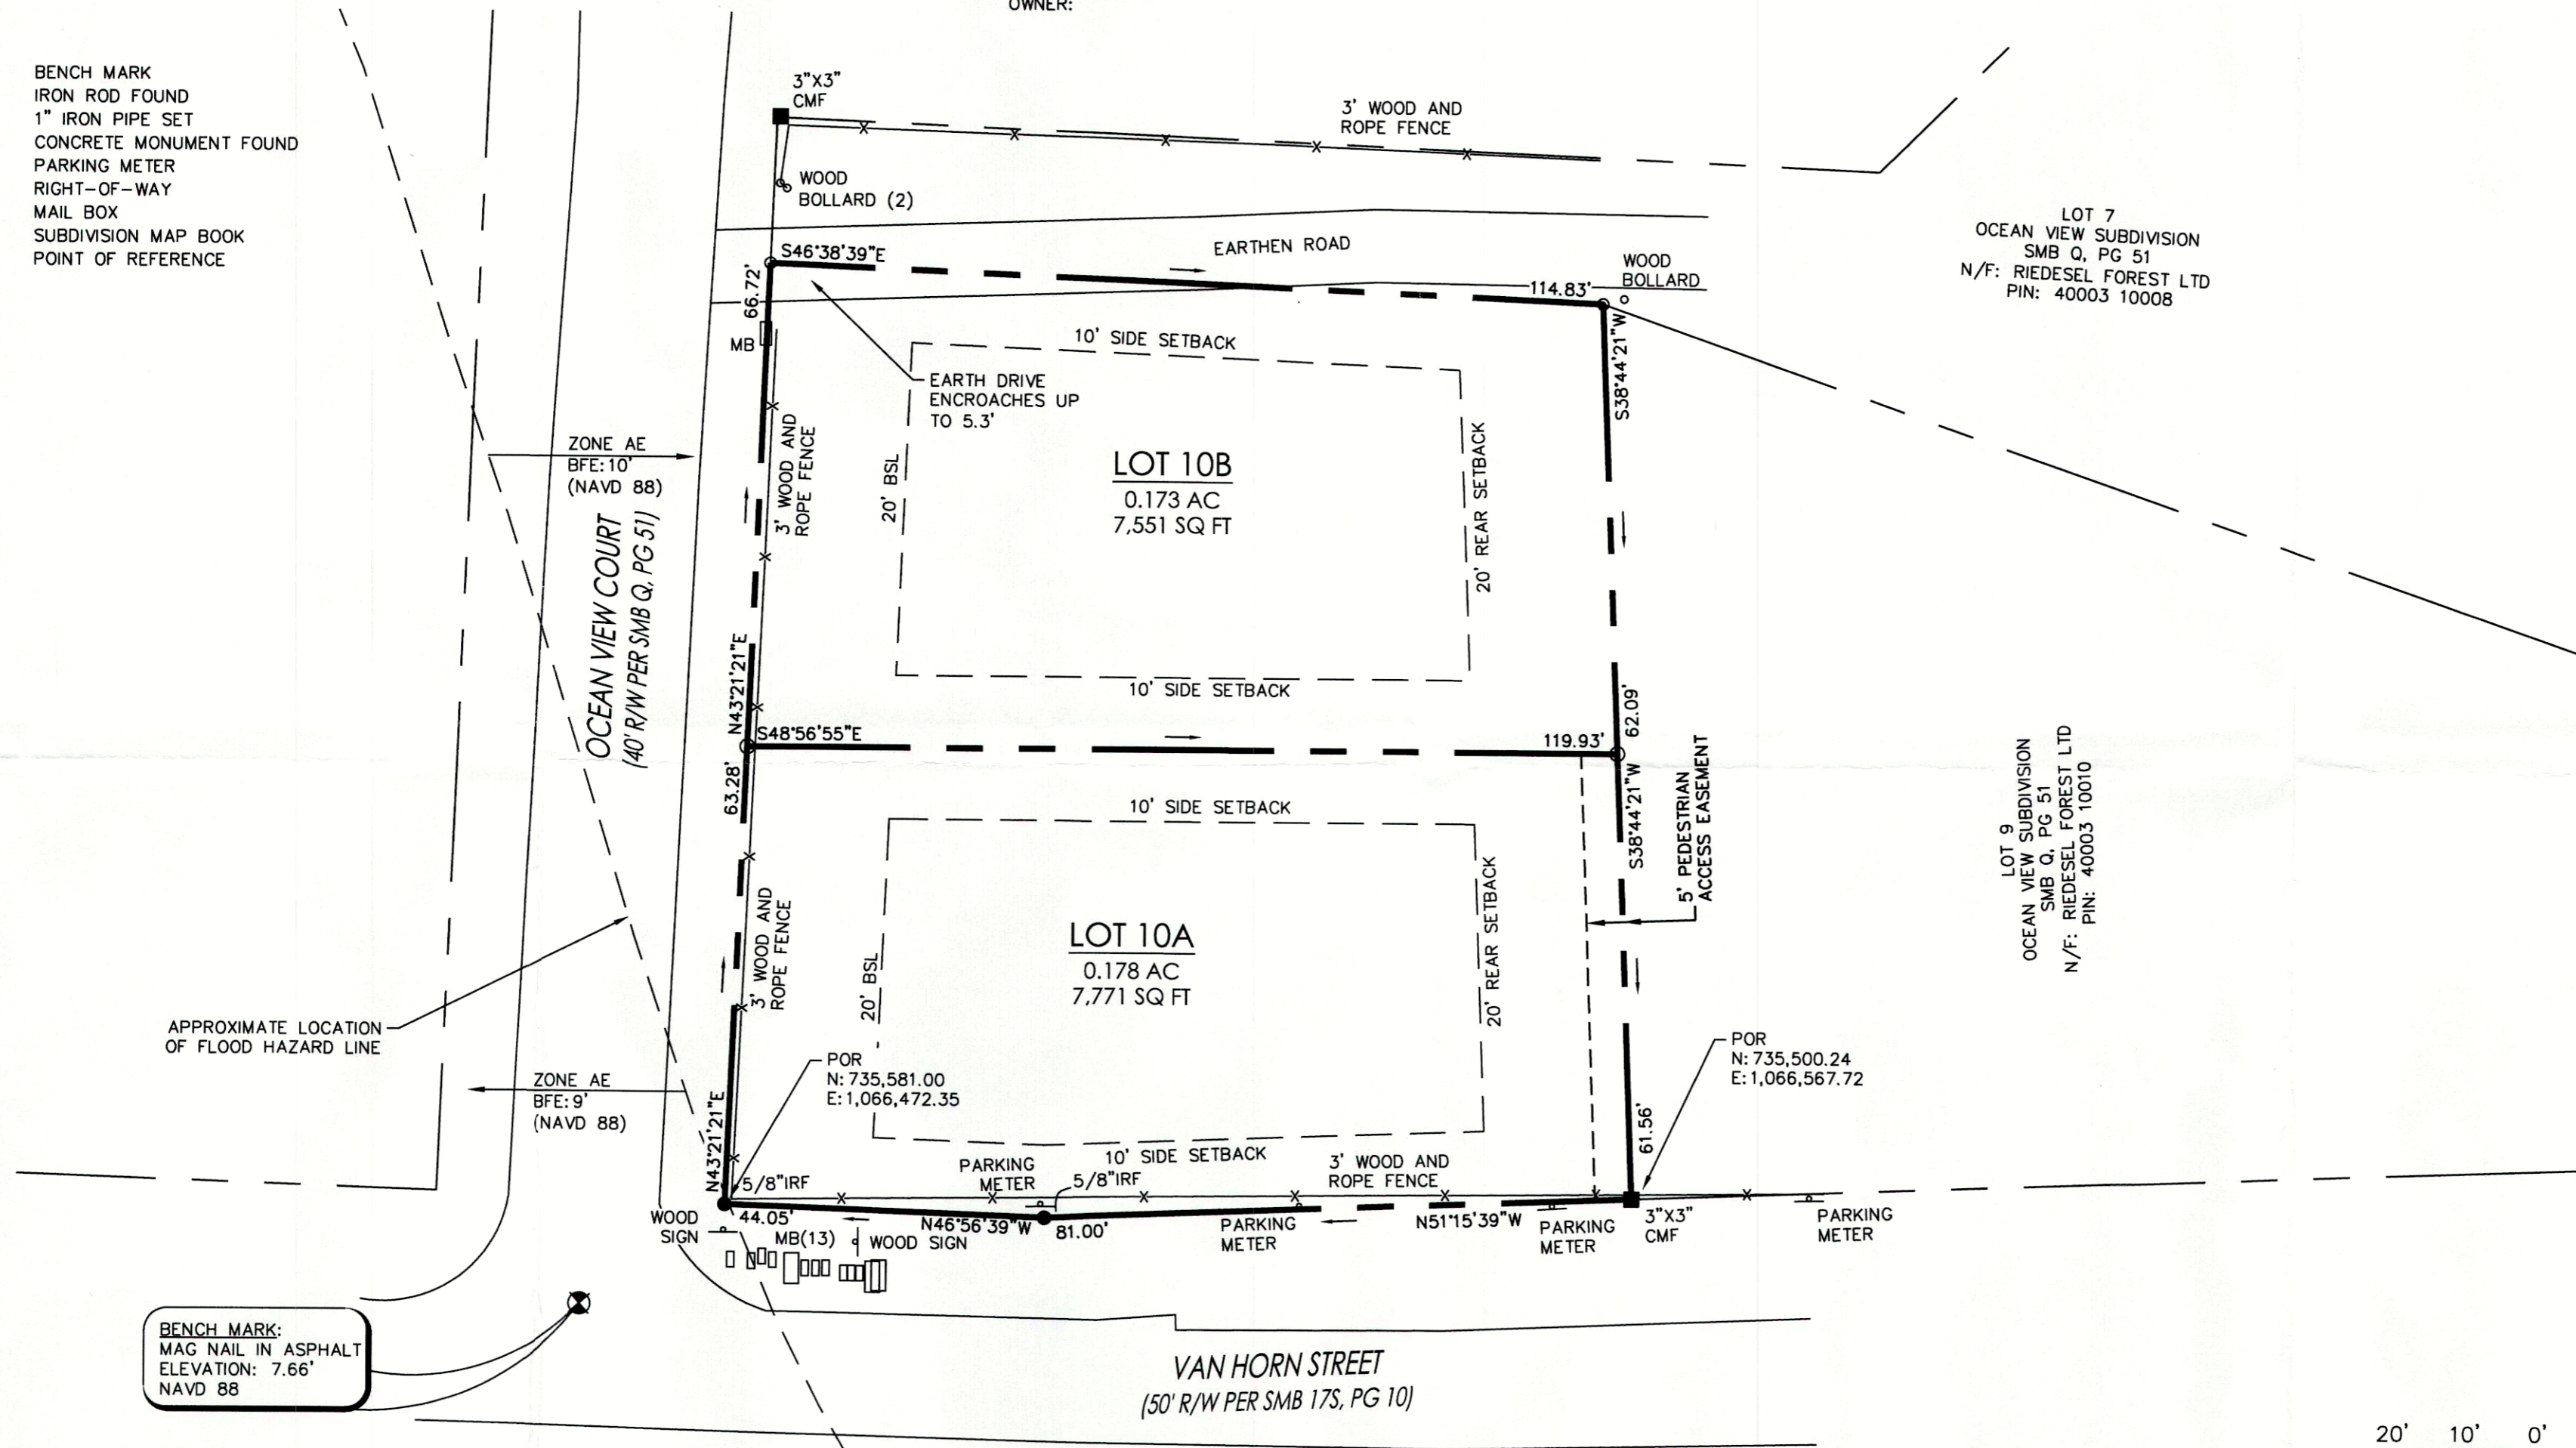 OWNER:
BENCH MARK
IRON ROD FOUND
1" IRON PIPE SET
CONCRETE MONUMENT FOUND
PARKING METER
RIGHT-OF-WAY
MAIL BOX
SUBDIVISION MAP BOOK
POINT OF REFERENCE
3"X3"
CMF
3' WOOD AND
ROPE FENCE
WOOD
BOLLARD (2)
EARTHEN ROAD
S46°38'39"E
66.72'
WOOD
BOLLARD
114.83'
LOT 7
OCEAN VIEW SUBDIVISION
SMB Q, PG 51
N/F: RIEDESEL FOREST LTD
PIN: 40003 10008
MB
10' SIDE SETBACK
S38°44'21"W
EARTH DRIVE
ENCROACHES UP
TO 5.3'
ZONE AE
BFE: 10'
(NAVD 88)
3' WOOD AND
ROPE FENCE
20' BSL
LOT 10B
0.173 AC
7,551 SQ FT
20' REAR SETBACK
OCEAN VIEW COURT
(40' R/W PER SMB Q, PG 51)
N43°21'21"E
10' SIDE SETBACK
62.09'
S48°56'55"E
119.93'
63.28'
10' SIDE SETBACK
S38°44'21"W
5' PEDESTRIAN
ACCESS EASEMENT
LOT 9
OCEAN VIEW SUBDIVISION
SMB Q, PG 51
N/F: RIEDESEL FOREST LTD
PIN: 40003 10010
3' WOOD AND
ROPE FENCE
20' BSL
LOT 10A
0.178 AC
7,771 SQ FT
20' REAR SETBACK
APPROXIMATE LOCATION
OF FLOOD HAZARD LINE
POR
N: 735,581.00
E: 1,066,472.35
POR
N: 735,500.24
E: 1,066,567.72
ZONE AE
BFE: 9'
(NAVD 88)
N43°21'21"E
61.56'
10' SIDE SETBACK
PARKING
METER
3' WOOD AND
ROPE FENCE
5/8"IRF
5/8"IRF
WOOD
SIGN
44.05'
N46°56'39"W
81.00'
PARKING
METER
N51°15'39"W
PARKING
METER
3"X3"
CMF
PARKING
METER
MB(13)
WOOD SIGN
BENCH MARK:
MAG NAIL IN ASPHALT
ELEVATION: 7.66'
NAVD 88
VAN HORN STREET
(50' R/W PER SMB 17S, PG 10)
20' 10' 0'